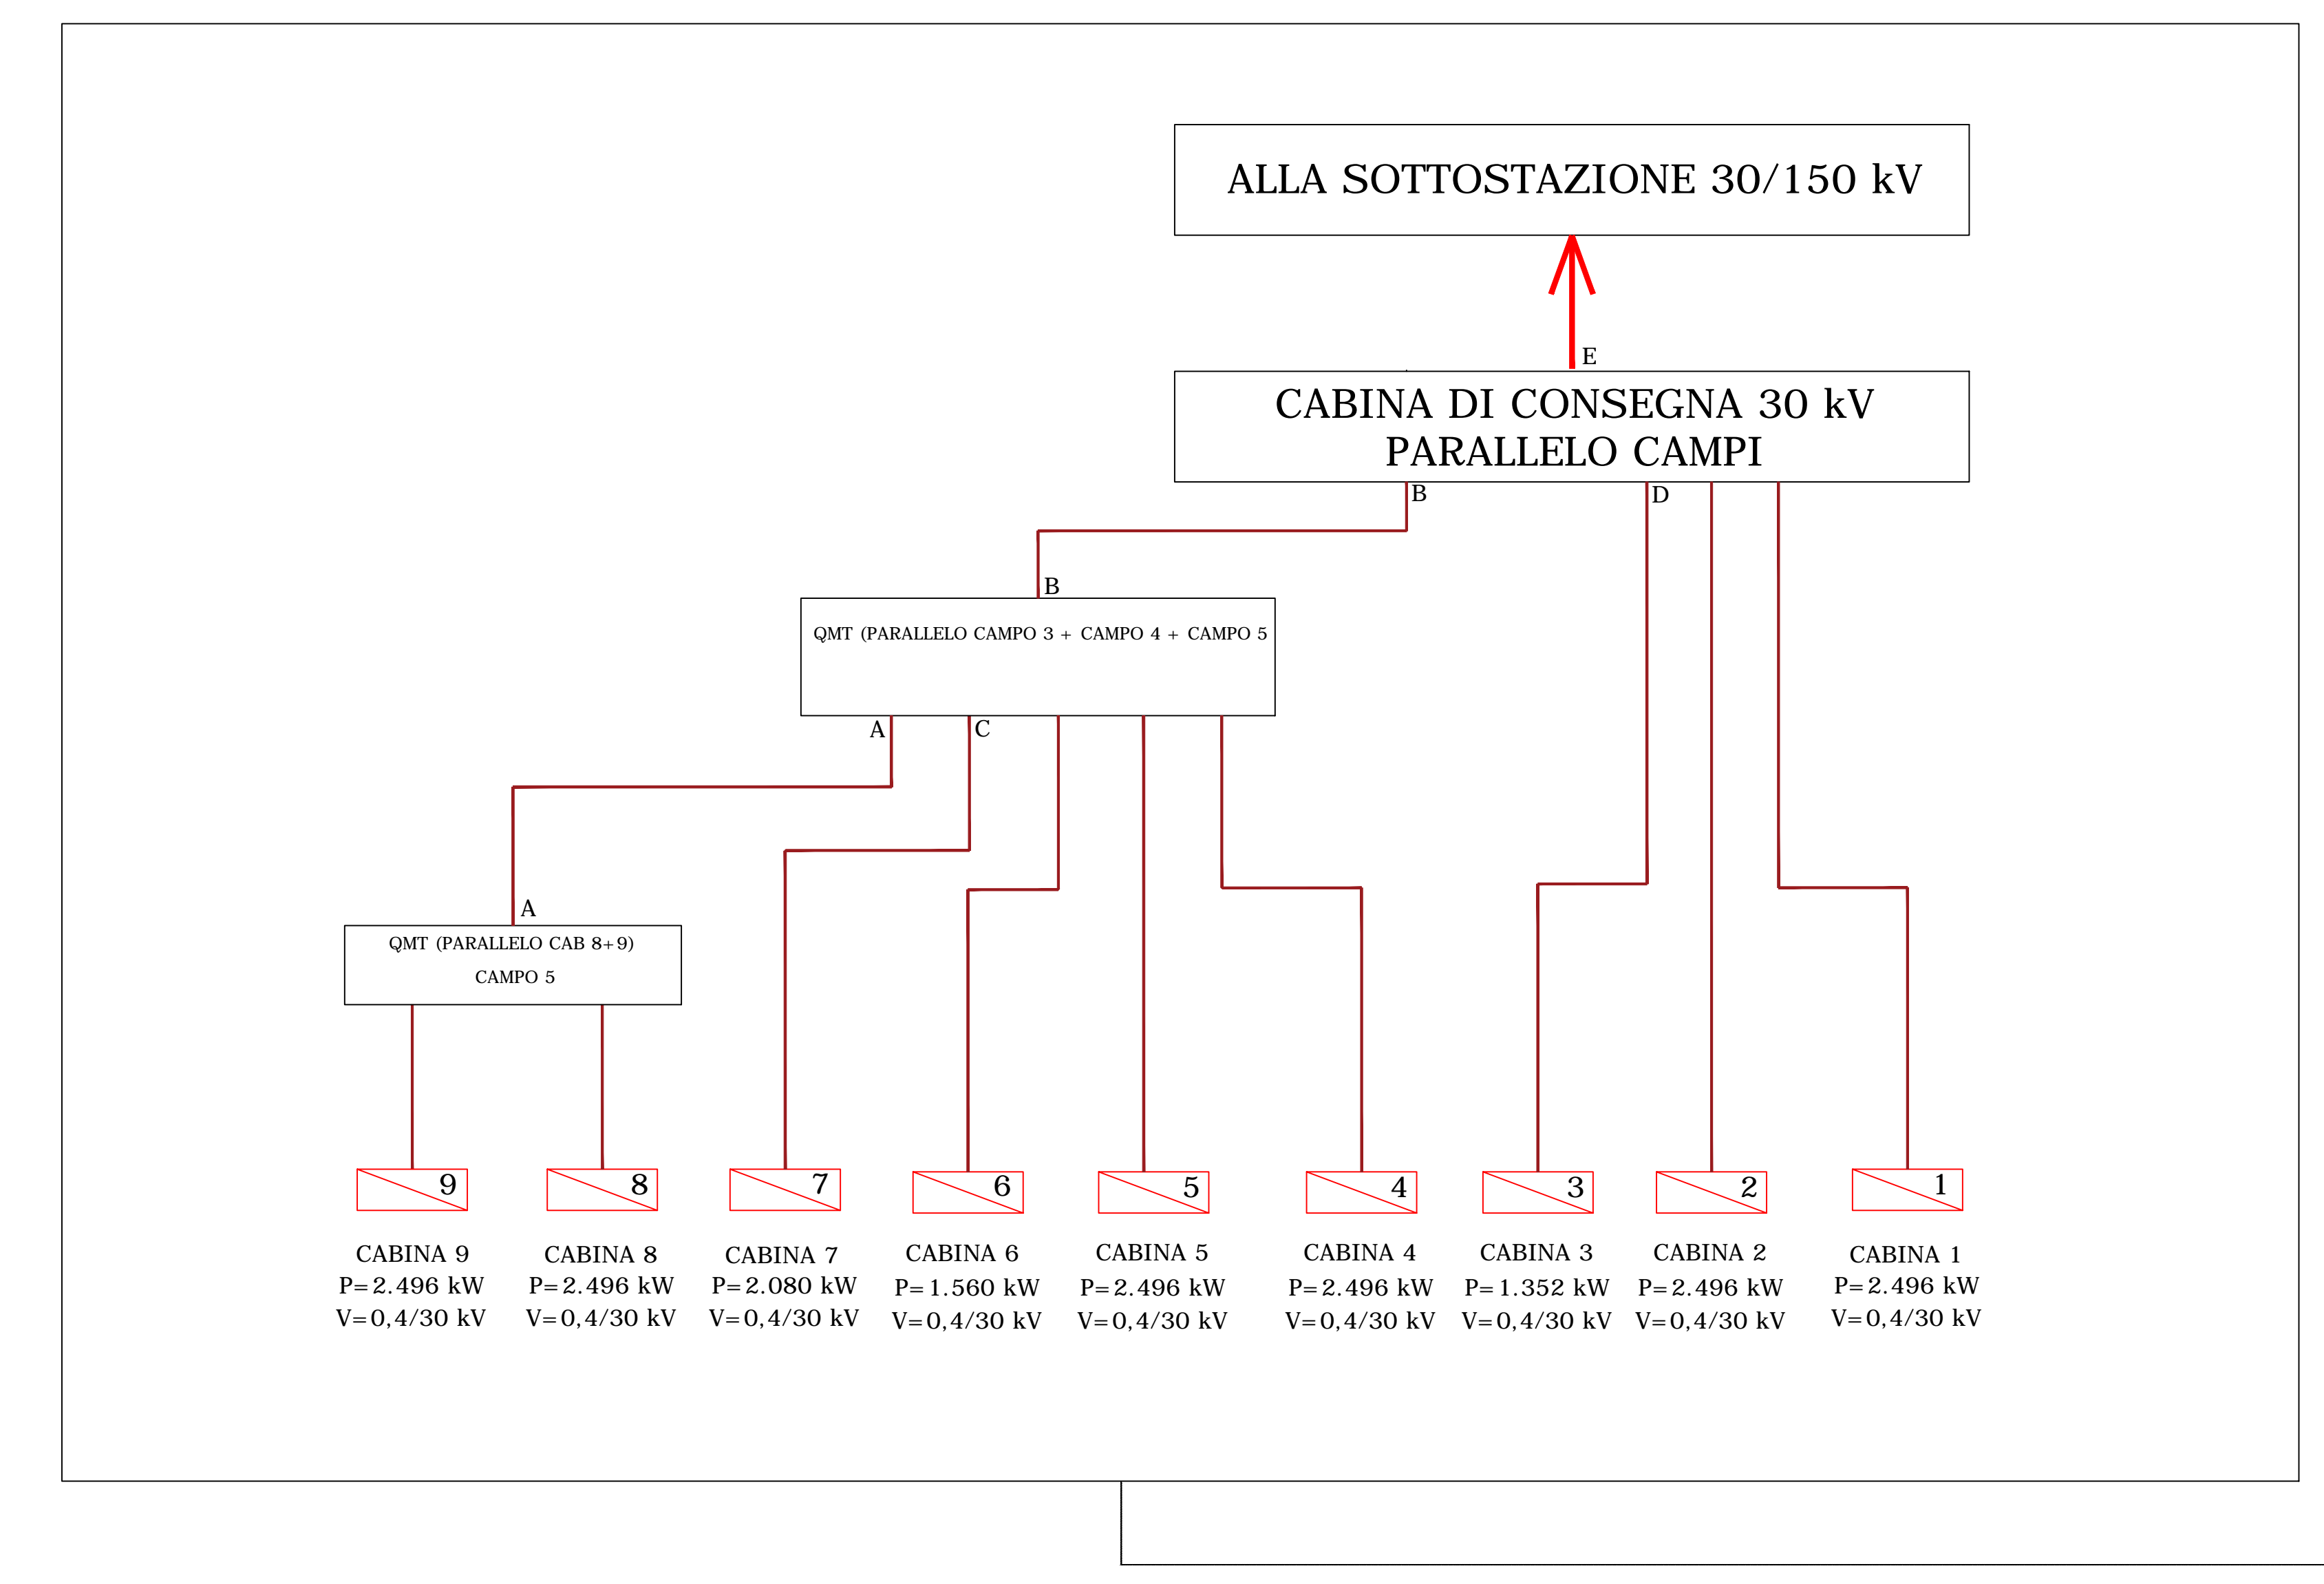 ALLA SOTTOSTAZIONE 30/150 kV
E
CABINA DI CONSEGNA 30 kV
PARALLELO CAMPI
B
D
B
QMT (PARALLELO CAMPO 3 + CAMPO 4 + CAMPO 5
A
C
A
QMT (PARALLELO CAB 8+9)
CAMPO 5
9
CABINA 9
P=2.496 kW
V=0,4/30 kV
8
CABINA 8
P=2.496 kW
V=0,4/30 kV
7
CABINA 7
P=2.080 kW
V=0,4/30 kV
6
CABINA 6
P=1.560 kW
V=0,4/30 kV
5
CABINA 5
P=2.496 kW
V=0,4/30 kV
4
CABINA 4
P=2.496 kW
V=0,4/30 kV
3
CABINA 3
P=1.352 kW
V=0,4/30 kV
2
CABINA 2
P=2.496 kW
V=0,4/30 kV
1
CABINA 1
P=2.496 kW
V=0,4/30 kV